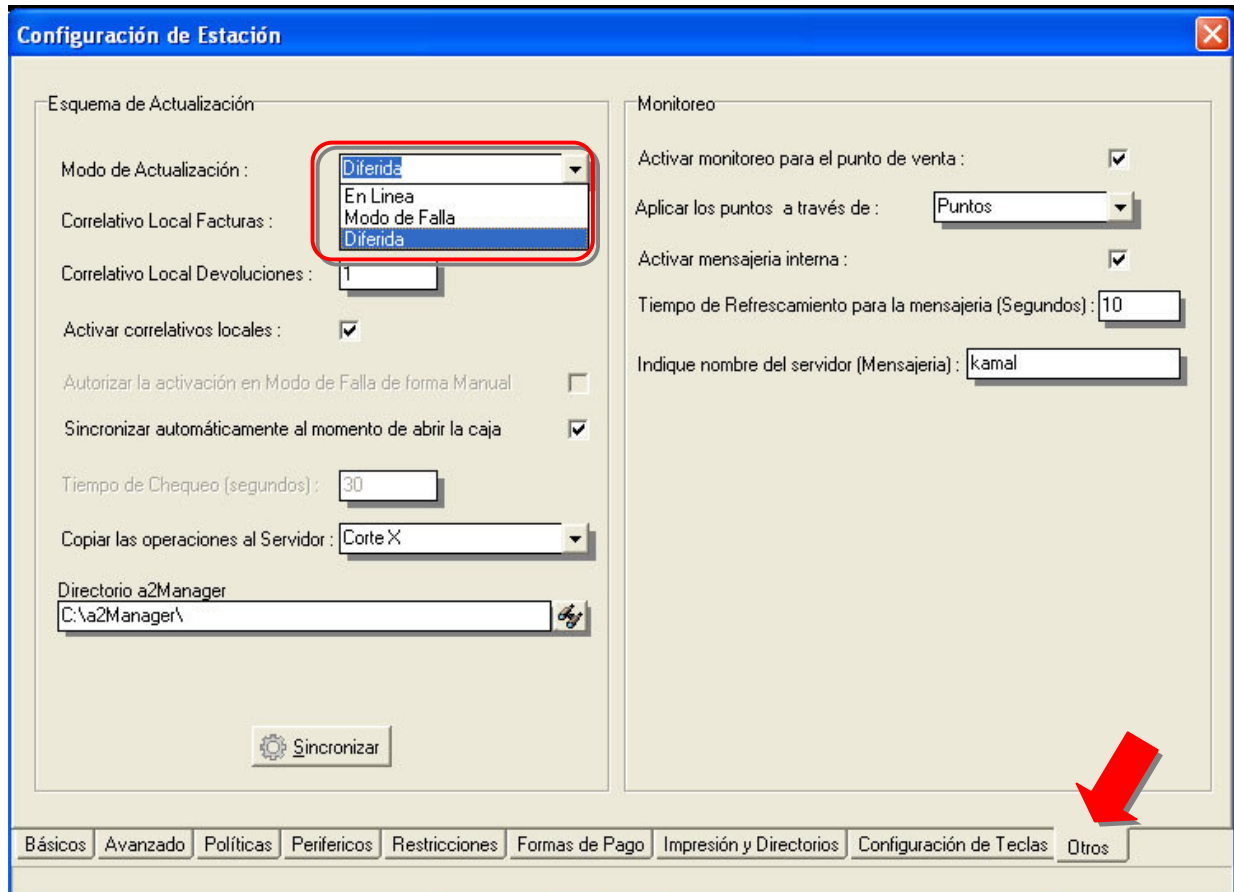 Configuración de Estación
Esquema de Actualización
Modo de Actualización :
Diferida
En Linea
Modo de Falla
Diferida
Correlativo Local Facturas :
Correlativo Local Devoluciones :
1
Activar correlativos locales :
Autorizar la activación en Modo de Falla de forma Manual
Sincronizar automáticamente al momento de abrir la caja
Tiempo de Chequeo (segundos) :
30
Copiar las operaciones al Servidor :
Corte X
Directorio a2Manager
C:\a2Manager\
Sincronizar
Monitoreo
Activar monitoreo para el punto de venta :
Aplicar los puntos a través de :
Puntos
Activar mensajeria interna :
Tiempo de Refrescamiento para la mensajeria (Segundos) :
10
Indique nombre del servidor (Mensajeria) :
kamal
Básicos
Avanzado
Políticas
Perifericos
Restricciones
Formas de Pago
Impresión y Directorios
Configuración de Teclas
Otros